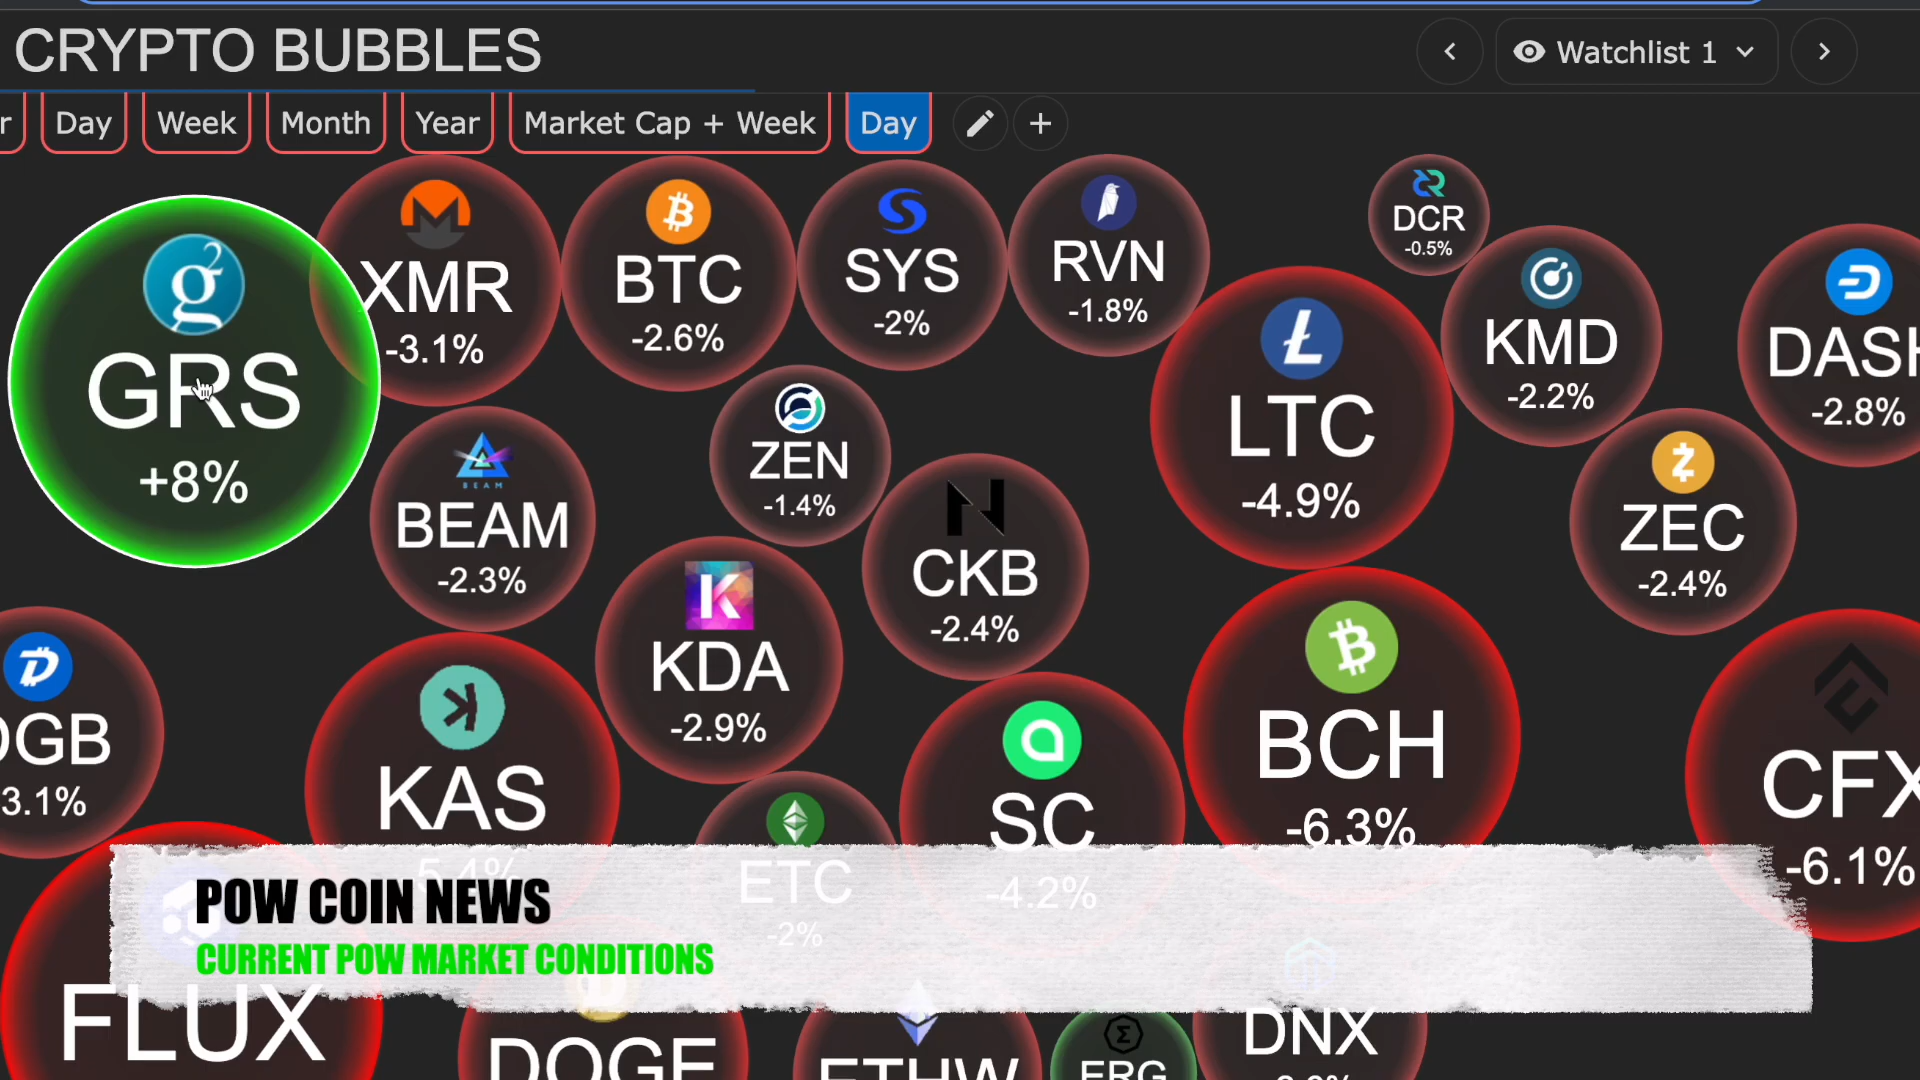 CRYPTO BUBBLES
Watchlist 1
r
Day
Week
Month
Year
Market Cap + Week
Day
GRS
+8%
XMR
-3.1%
BTC
-2.6%
SYS
-2%
RVN
-1.8%
DCR
-0.5%
LTC
-4.9%
KMD
-2.2%
DASH
-2.8%
BEAM
BEAM
-2.3%
ZEN
-1.4%
CKB
-2.4%
ZEC
-2.4%
KDA
-2.9%
DGB
3.1%
KAS
5.4%
SC
-4.2%
BCH
-6.3%
CFX
-6.1%
ETC
-2%
POW COIN NEWS
CURRENT POW MARKET CONDITIONS
FLUX
DOGE
ETHW
ERG
DNX